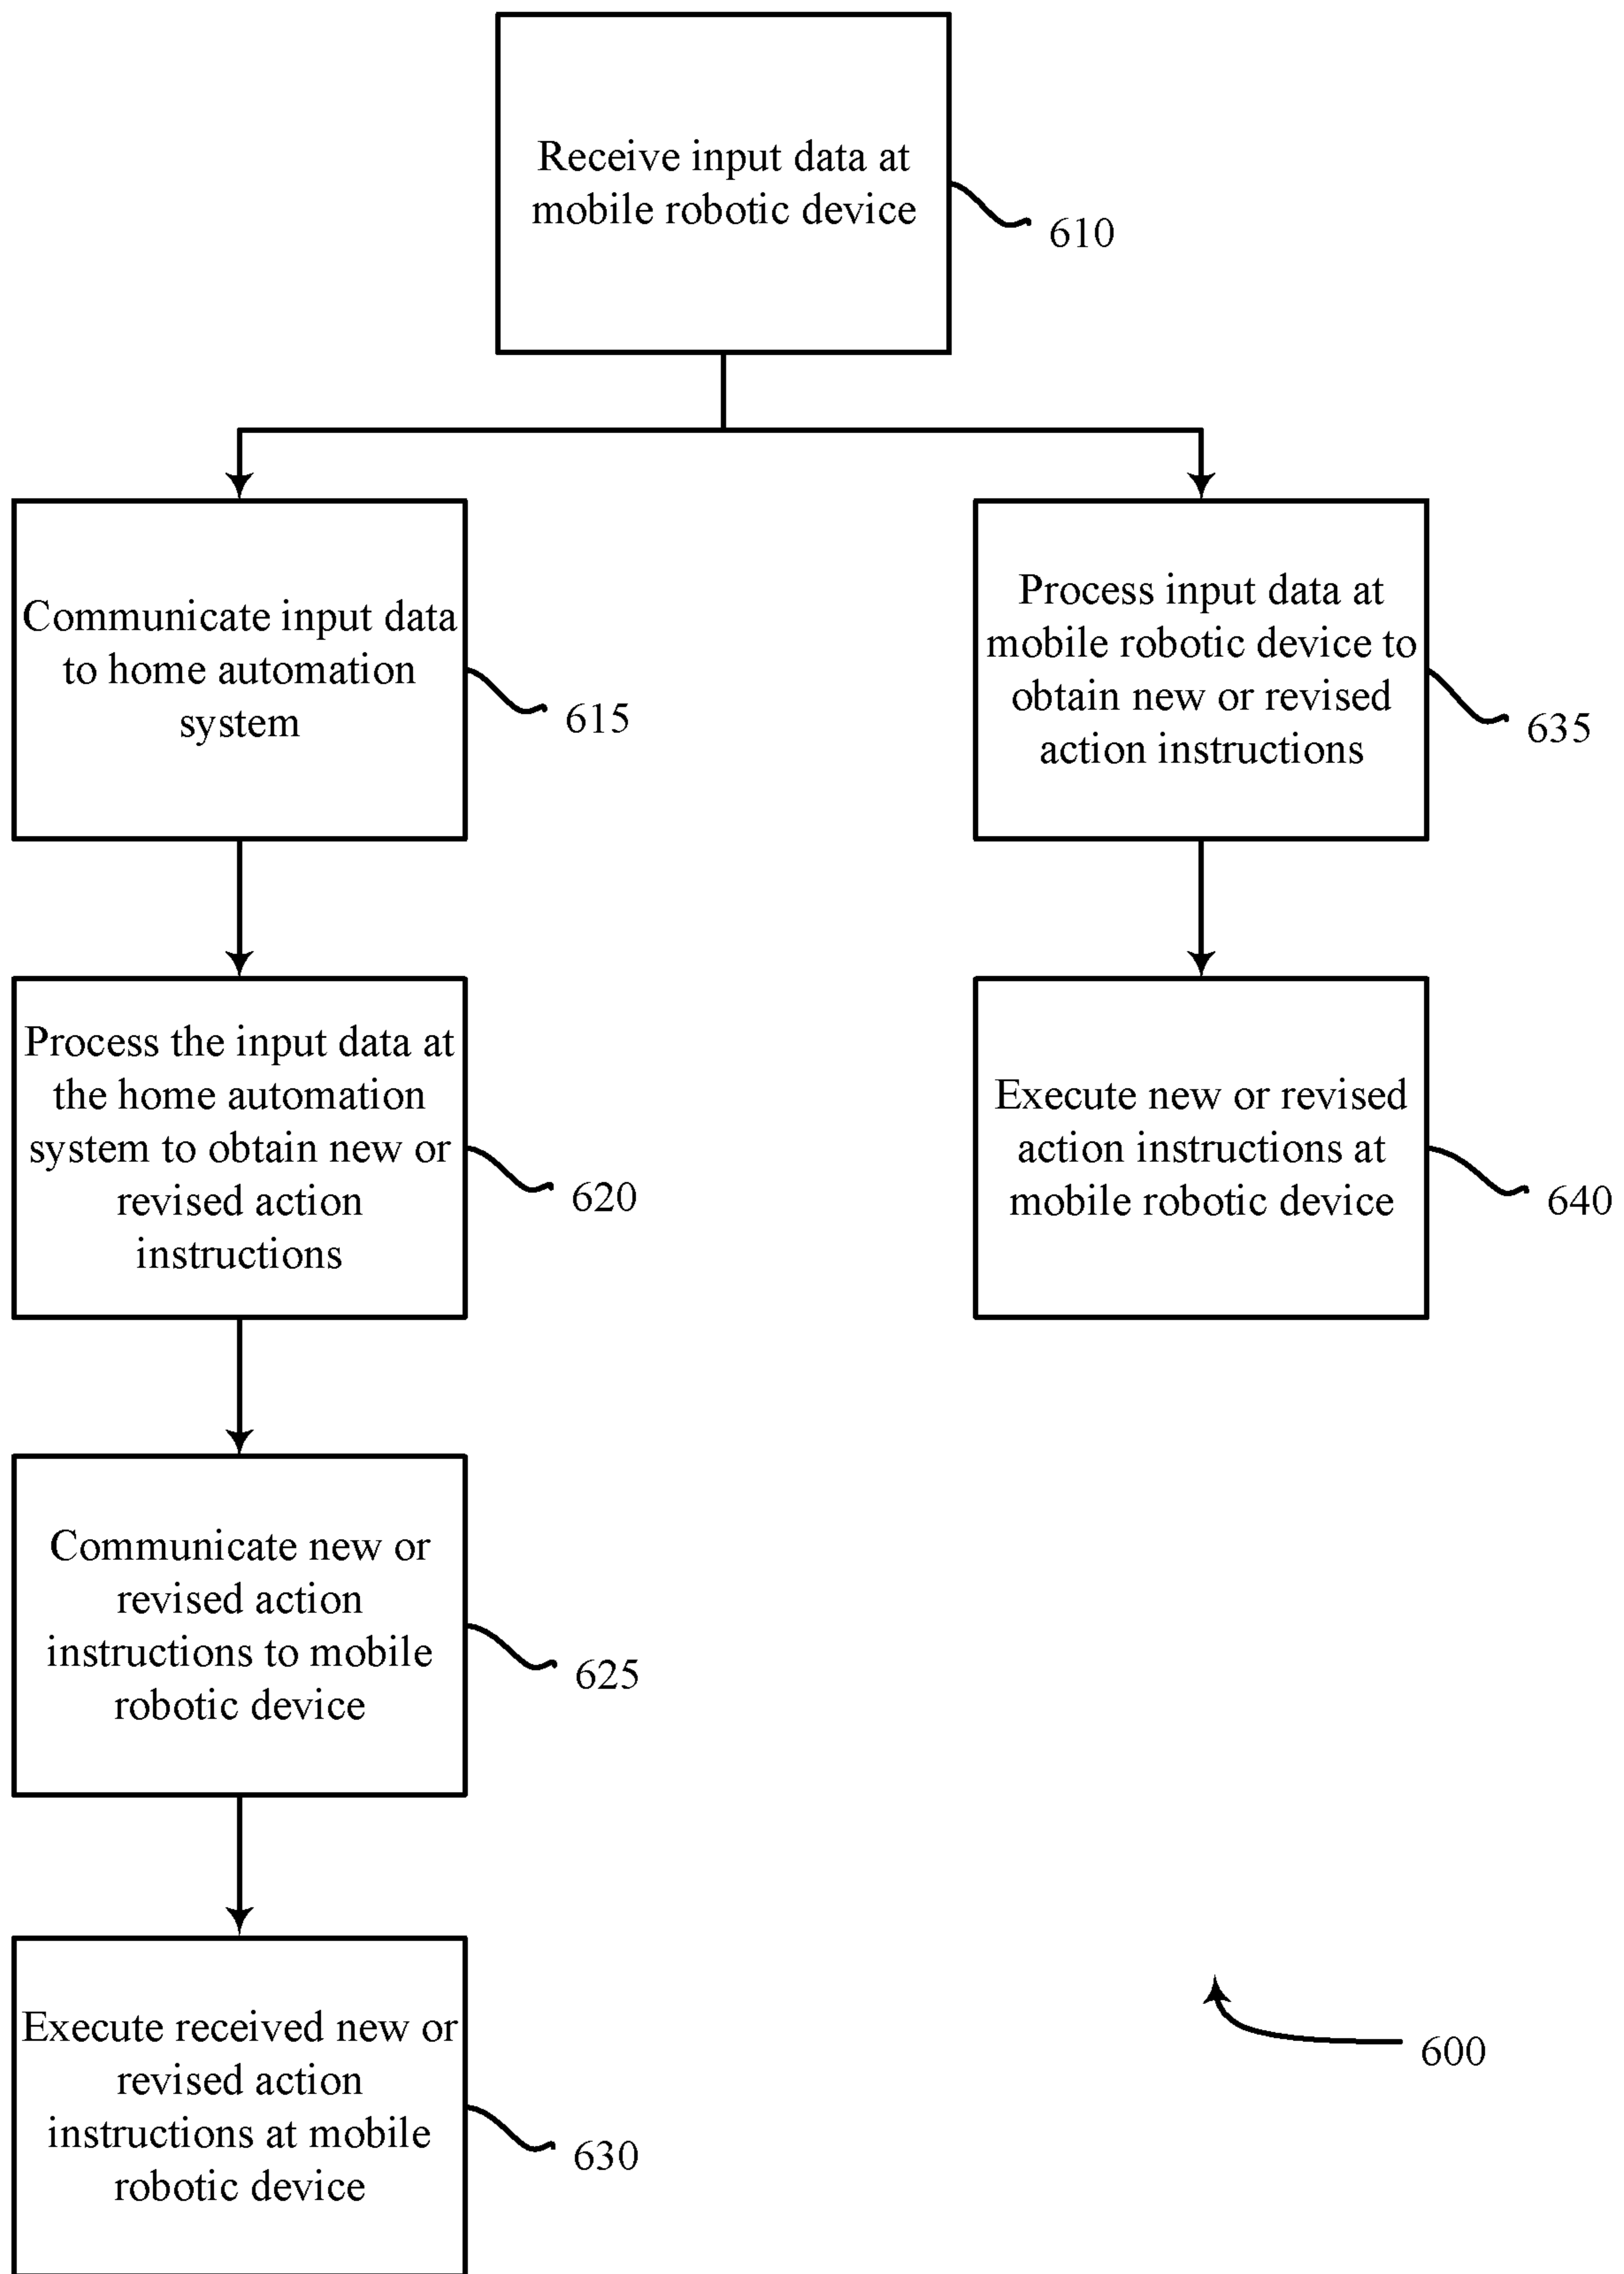 Receive input data at
mobile robotic device
610
Communicate input data
to home automation
system
615
Process input data at
mobile robotic device to
obtain new or revised
action instructions
635
Process the input data at
the home automation
system to obtain new or
revised action
instructions
620
Execute new or revised
action instructions at
mobile robotic device
640
Communicate new or
revised action
instructions to mobile
robotic device
625
Execute received new or
revised action
instructions at mobile
robotic device
630
600